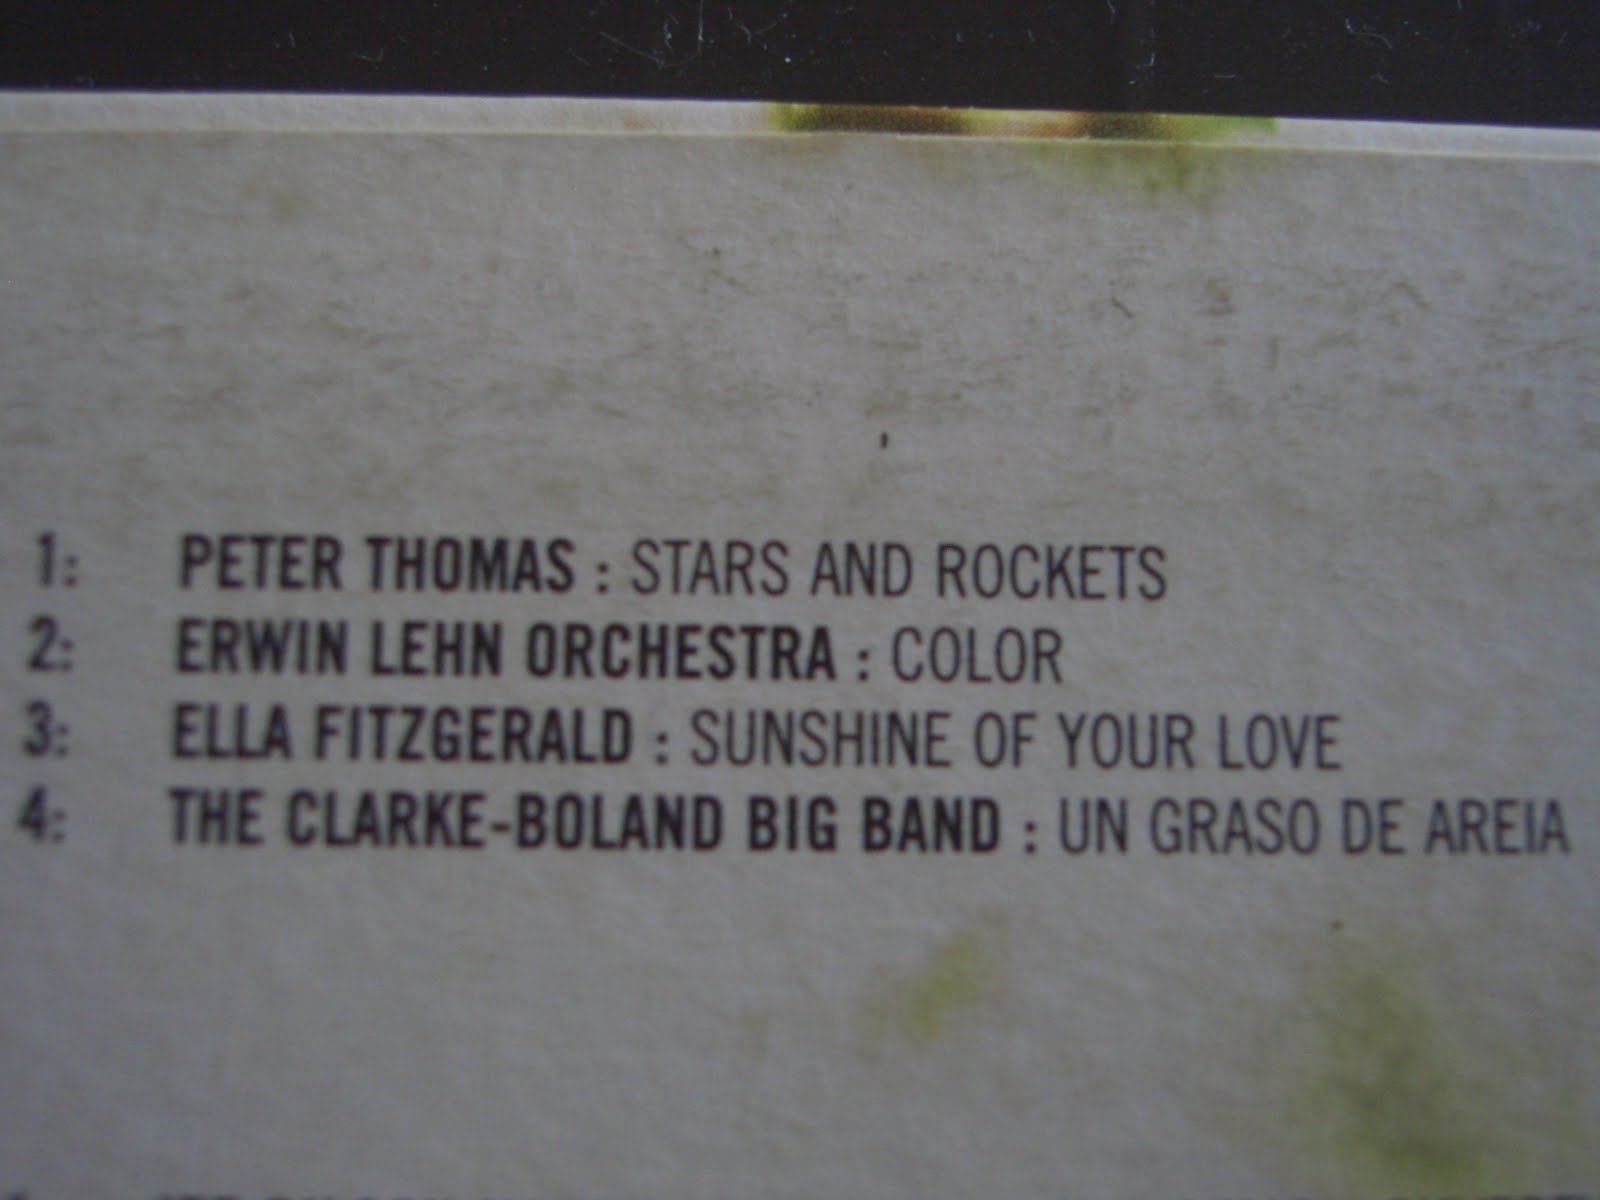 1: PETER THOMAS : STARS AND ROCKETS
2: ERWIN LEHN ORCHESTRA : COLOR
3: ELLA FITZGERALD : SUNSHINE OF YOUR LOVE
4: THE CLARKE-BOLAND BIG BAND : UN GRASO DE AREIA